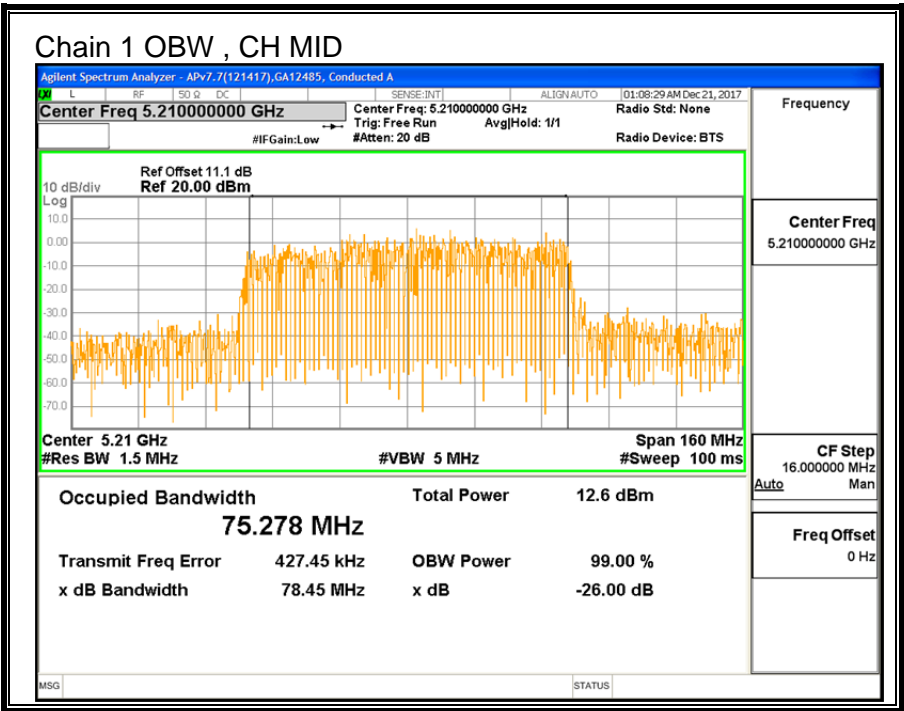 Chain 1 OBW , CH MID
Agilent Spectrum Analyzer - APv7.7(121417),GA12485, Conducted A
LXI L RF 50 Ω DC SENSE:INT ALIGN AUTO 01:08:29 AM Dec 21, 2017
Center Freq 5.210000000 GHz
Center Freq: 5.210000000 GHz Radio Std: None
Trig: Free Run Avg|Hold: 1/1
#IFGain:Low #Atten: 20 dB Radio Device: BTS
Ref Offset 11.1 dB
10 dB/div Ref 20.00 dBm
Log
10.0
0.00
-10.0
-20.0
-30.0
-40.0
-50.0
-60.0
-70.0
Center 5.21 GHz Span 160 MHz
#Res BW 1.5 MHz #VBW 5 MHz #Sweep 100 ms
Occupied Bandwidth Total Power 12.6 dBm
75.278 MHz
Transmit Freq Error 427.45 kHz OBW Power 99.00 %
x dB Bandwidth 78.45 MHz x dB -26.00 dB
MSG STATUS
Frequency
Center Freq
5.210000000 GHz
CF Step
16.000000 MHz
Auto Man
Freq Offset
0 Hz